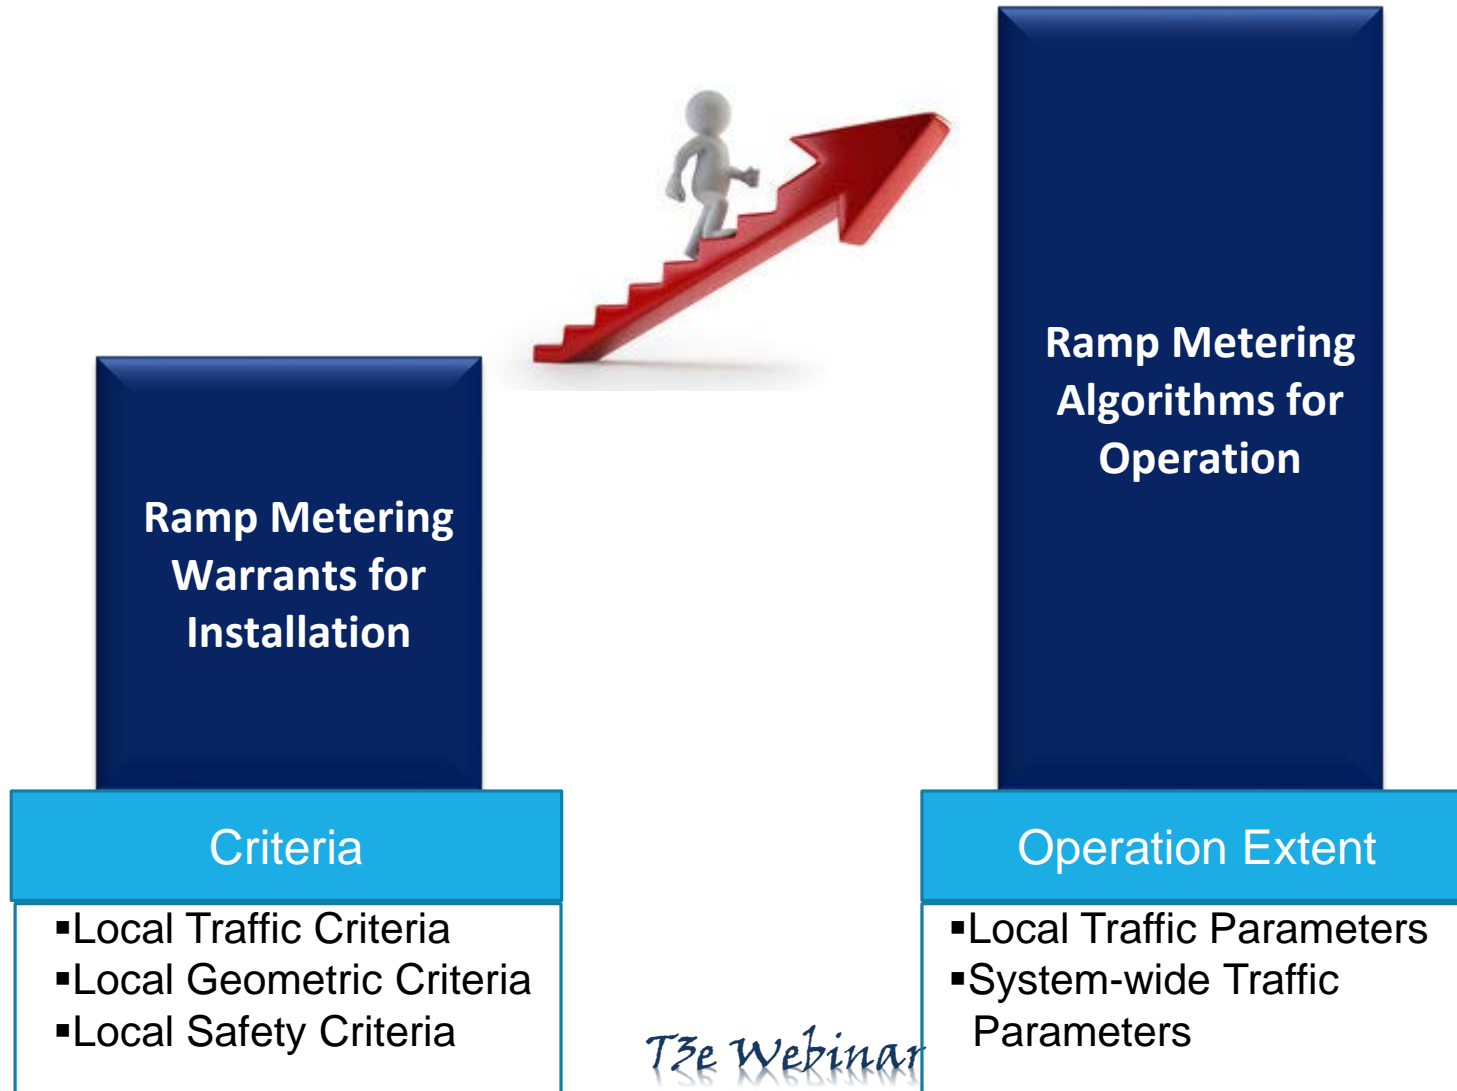 Ramp Metering
Warrants for
Installation
Criteria
▪Local Traffic Criteria
▪Local Geometric Criteria
▪Local Safety Criteria
Ramp Metering
Algorithms for
Operation
Operation Extent
▪Local Traffic Parameters
▪System-wide Traffic
Parameters
T3e Webinar